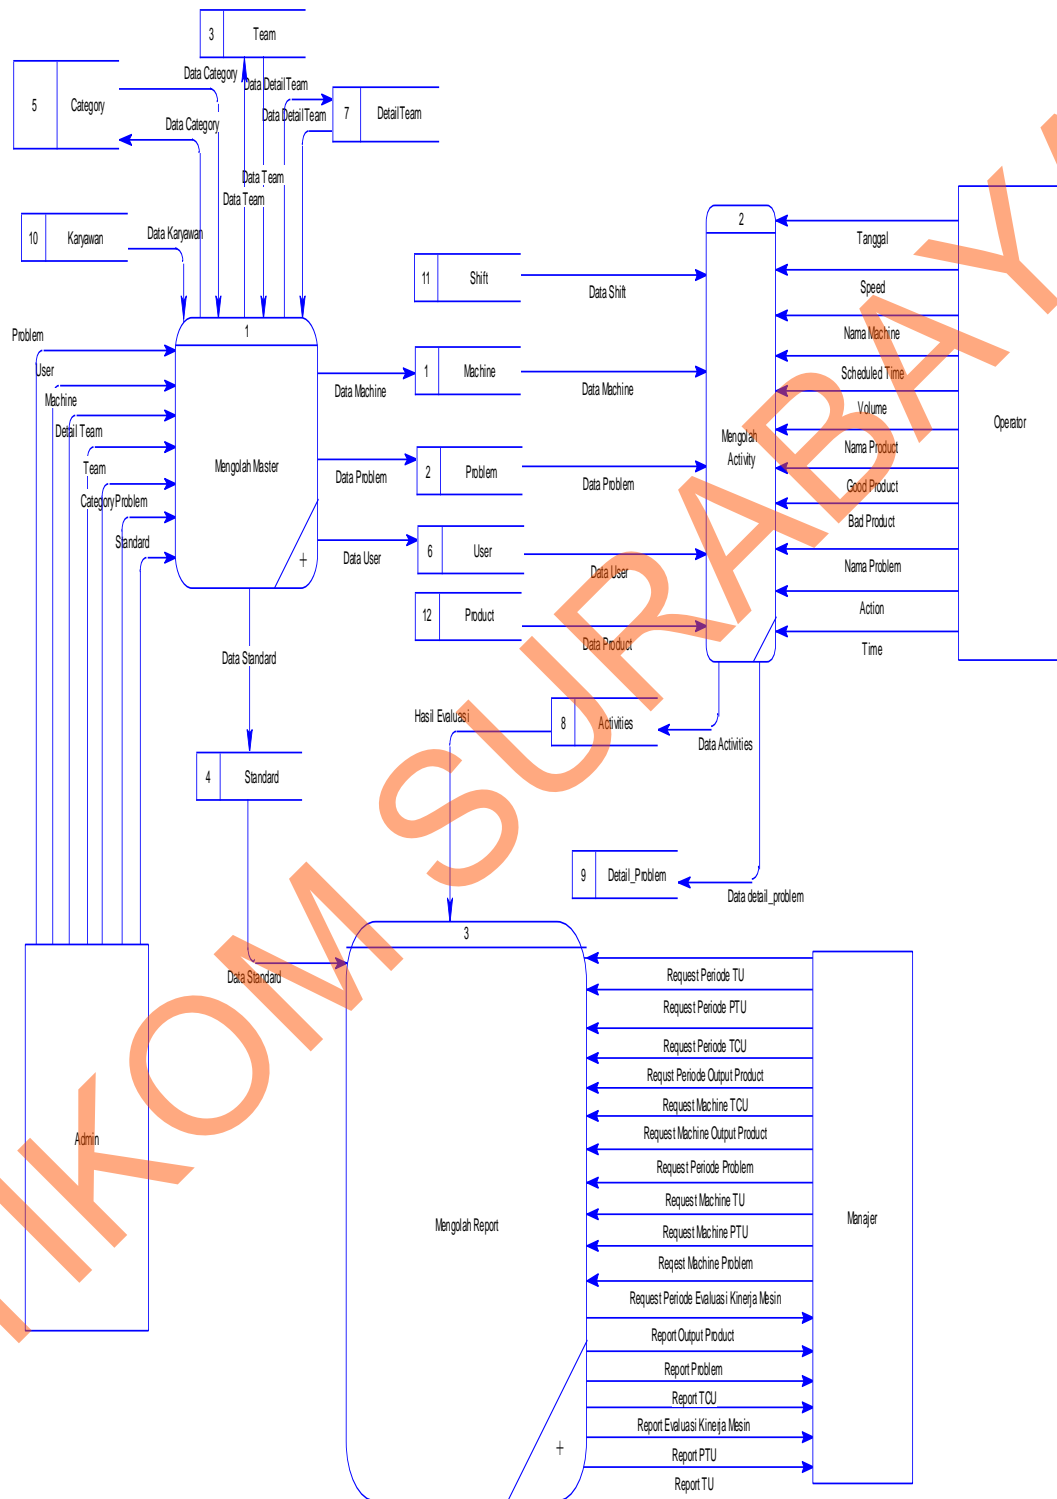 3
Team
Data Category
Data Detail Team
5
Category
Data Detail Team
7
Detail Team
Data Category
Data Team
Data Team
10
Karyawan
Data Karyawan
2
Tanggal
11
Shift
Data Shift
Speed
1
Problem
Nama Machine
User
1
Machine
Scheduled Time
Machine
Data Machine
Data Machine
Volume
Detail Team
Operator
Mengolah
Activity
Nama Product
Team
Mengolah Master
Data Problem
2
Problem
Data Problem
Good Product
Category Problem
Bad Product
Standard
6
User
Data User
Data User
Nama Problem
12
Product
Action
Data Product
Time
Data Standard
Hasil Evaluasi
8
Activities
Data Activities
4
Standard
9
Detail_Problem
Data detail_problem
3
Data Standard
Request Periode TU
Request Periode PTU
Request Periode TCU
Requst Periode Output Product
Request Machine TCU
Request Machine Output Product
Admin
Request Periode Problem
Request Machine TU
Mengolah Report
Manajer
Request Machine PTU
Reqest Machine Problem
Request Periode Evaluasi Kinerja Mesin
Report Output Product
Report Problem
Report TCU
Report Evaluasi Kinerja Mesin
Report PTU
Report TU
IKOM SURABAYA